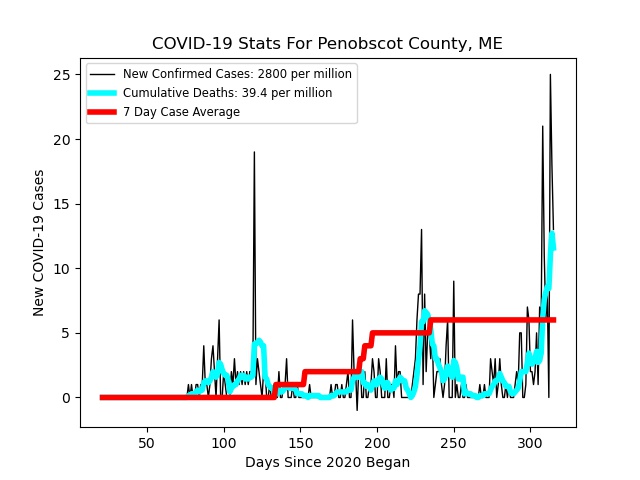 COVID-19 Stats For Penobscot County, ME
New Confirmed Cases: 2800 per million
Cumulative Deaths: 39.4 per million
7 Day Case Average
25
20
15
10
5
0
New COVID-19 Cases
50 100 150 200 250 300
Days Since 2020 Began